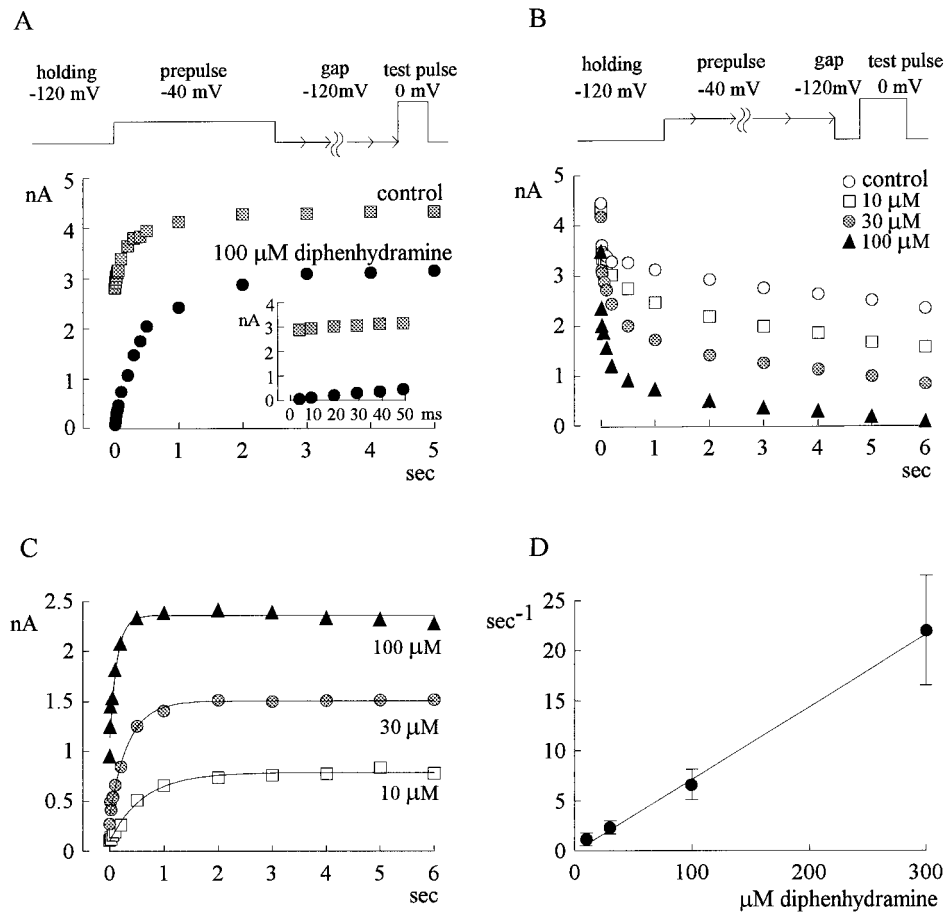 A
holding
-120 mV
prepulse
-40 mV
gap
-120mV
test pulse
0 mV
nA
5
4
3
2
1
0
control
100 μM diphenhydramine
nA
4
3
2
1
0
0 10 20 30 40 50 ms
0 1 2 3 4 5
sec
B
holding
-120 mV
prepulse
-40 mV
gap
-120mV
test pulse
0 mV
nA
5
4
3
2
1
0
control
10 μM
30 μM
100 μM
0 1 2 3 4 5 6
sec
C
nA
2.5
2
1.5
1
0.5
0
100 μM
30 μM
10 μM
0 1 2 3 4 5 6
sec
D
sec-1
25
20
15
10
5
0
0 100 200 300
μM diphenhydramine